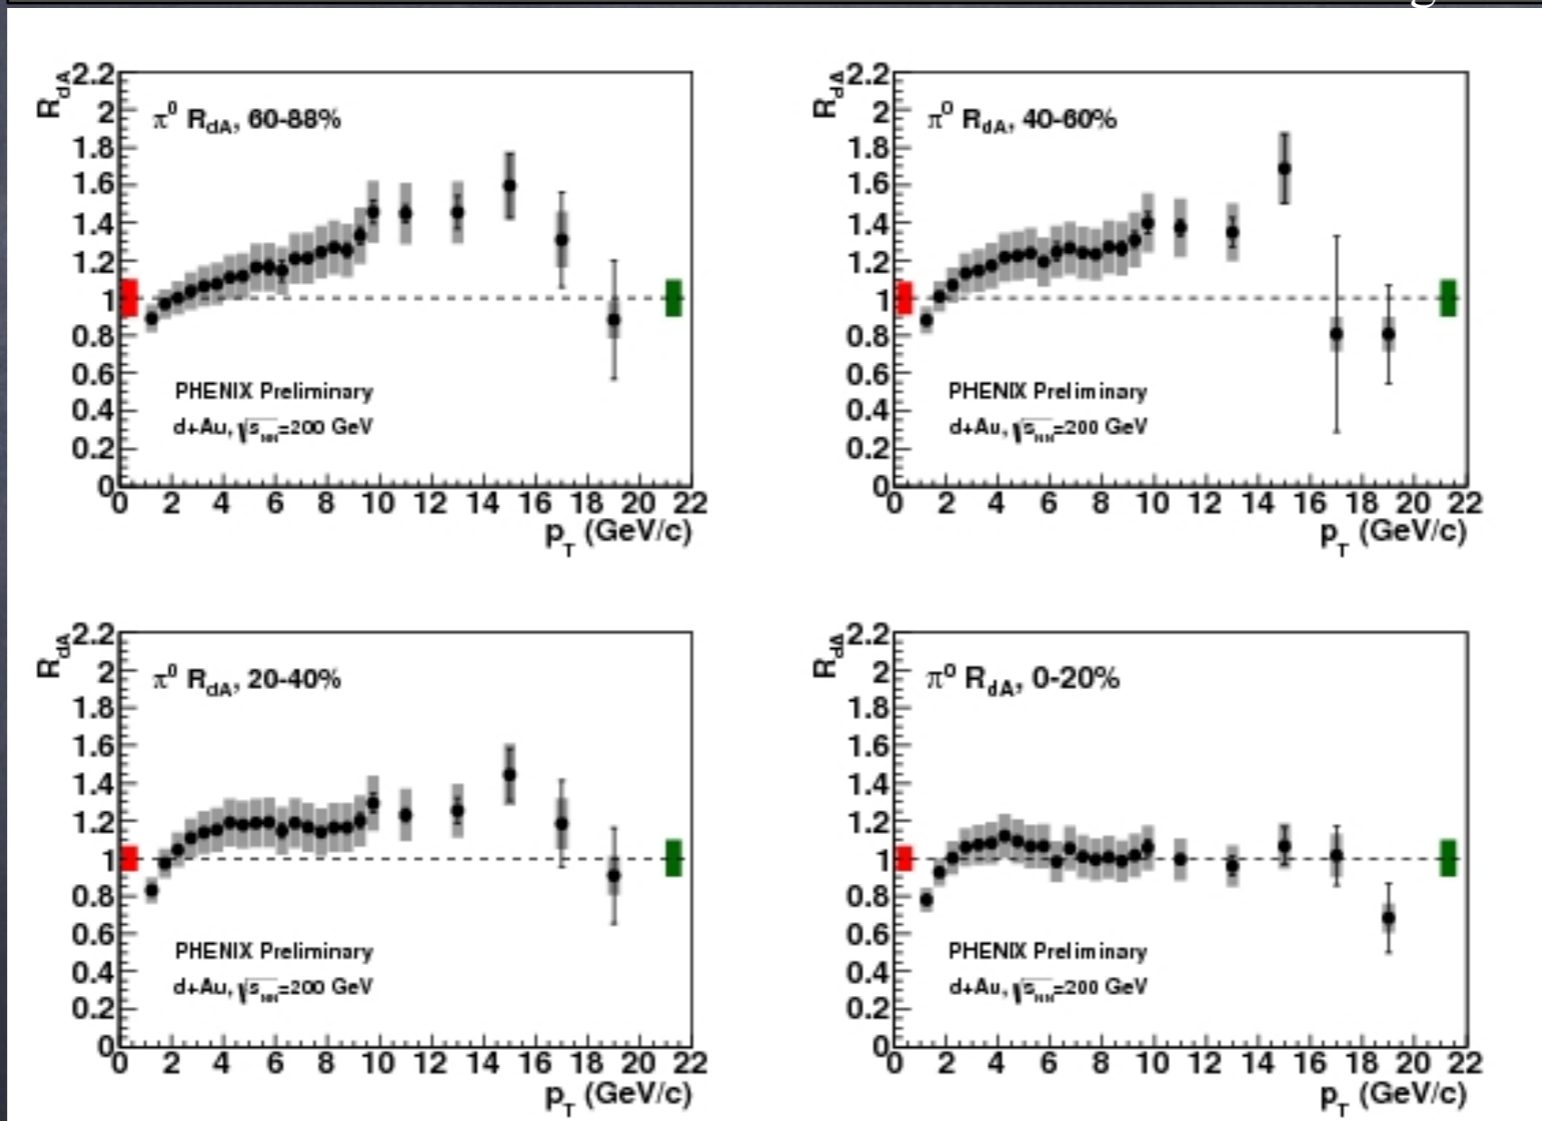 R_dA
2.2
2
1.8
1.6
1.4
1.2
1
0.8
0.6
0.4
0.2
0
π⁰ R_dA, 60-88%
PHENIX Preliminary
d+Au, √s_NN=200 GeV
0 2 4 6 8 10 12 14 16 18 20 22
p_T (GeV/c)
R_dA
2.2
2
1.8
1.6
1.4
1.2
1
0.8
0.6
0.4
0.2
0
π⁰ R_dA, 40-60%
PHENIX Preliminary
d+Au, √s_NN=200 GeV
0 2 4 6 8 10 12 14 16 18 20 22
p_T (GeV/c)
R_dA
2.2
2
1.8
1.6
1.4
1.2
1
0.8
0.6
0.4
0.2
0
π⁰ R_dA, 20-40%
PHENIX Preliminary
d+Au, √s_NN=200 GeV
0 2 4 6 8 10 12 14 16 18 20 22
p_T (GeV/c)
R_dA
2.2
2
1.8
1.6
1.4
1.2
1
0.8
0.6
0.4
0.2
0
π⁰ R_dA, 0-20%
PHENIX Preliminary
d+Au, √s_NN=200 GeV
0 2 4 6 8 10 12 14 16 18 20 22
p_T (GeV/c)